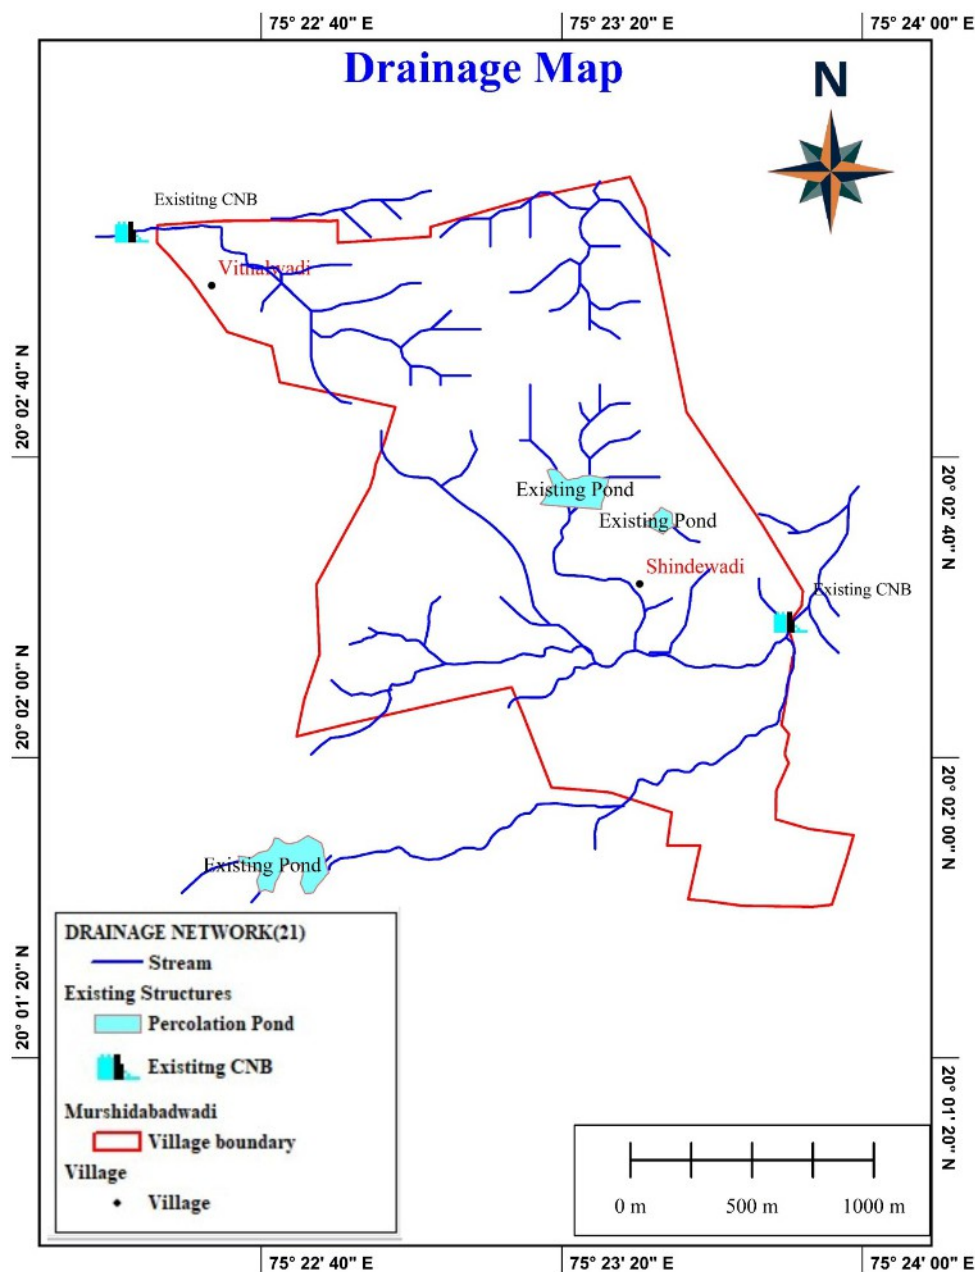 75° 22' 40" E
75° 23' 20" E
75° 24' 00" E
Drainage Map
N
Existitng CNB
Vithalwadi
20° 02' 40" N
20° 02' 40" N
Existing Pond
Existing Pond
Shindewadi
Existing CNB
20° 02' 00" N
20° 02' 00" N
Existing Pond
DRAINAGE NETWORK(21)
Stream
Existing Structures
Percolation Pond
Existitng CNB
Murshidabadwadi
Village boundary
Village
Village
20° 01' 20" N
20° 01' 20" N
0 m
500 m
1000 m
75° 22' 40" E
75° 23' 20" E
75° 24' 00" E